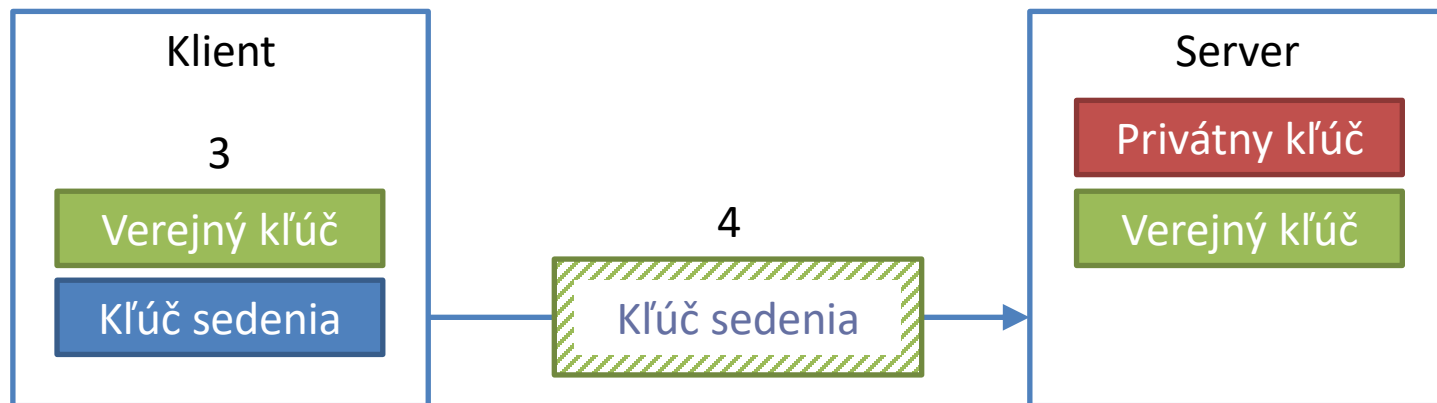 Klient
3
Verejný kľúč
Kľúč sedenia
4
Kľúč sedenia
Server
Privátny kľúč
Verejný kľúč